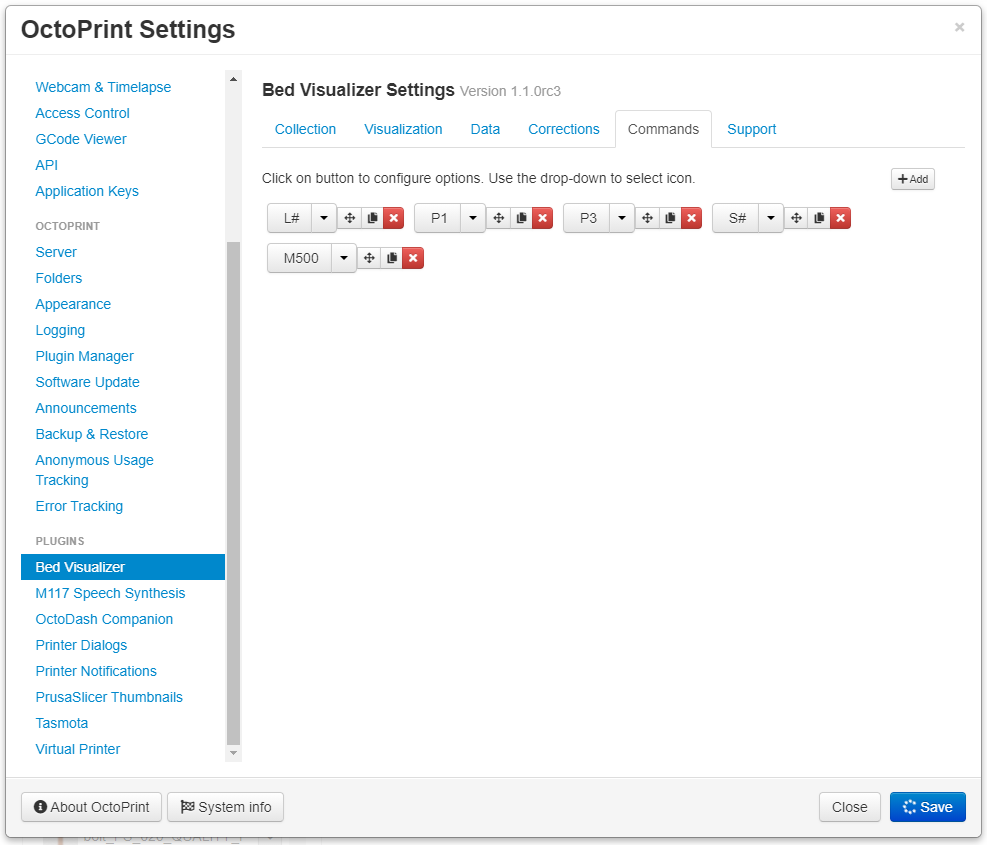 OctoPrint Settings
×
Webcam & Timelapse
Access Control
GCode Viewer
API
Application Keys
OCTOPRINT
Server
Folders
Appearance
Logging
Plugin Manager
Software Update
Announcements
Backup & Restore
Anonymous Usage
Tracking
Error Tracking
PLUGINS
Bed Visualizer
M117 Speech Synthesis
OctoDash Companion
Printer Dialogs
Printer Notifications
PrusaSlicer Thumbnails
Tasmota
Virtual Printer
Bed Visualizer Settings Version 1.1.0rc3
Collection Visualization Data Corrections Commands Support
Click on button to configure options. Use the drop-down to select icon. Add
L# P1 P3 S#
M500
About OctoPrint System info Close Save